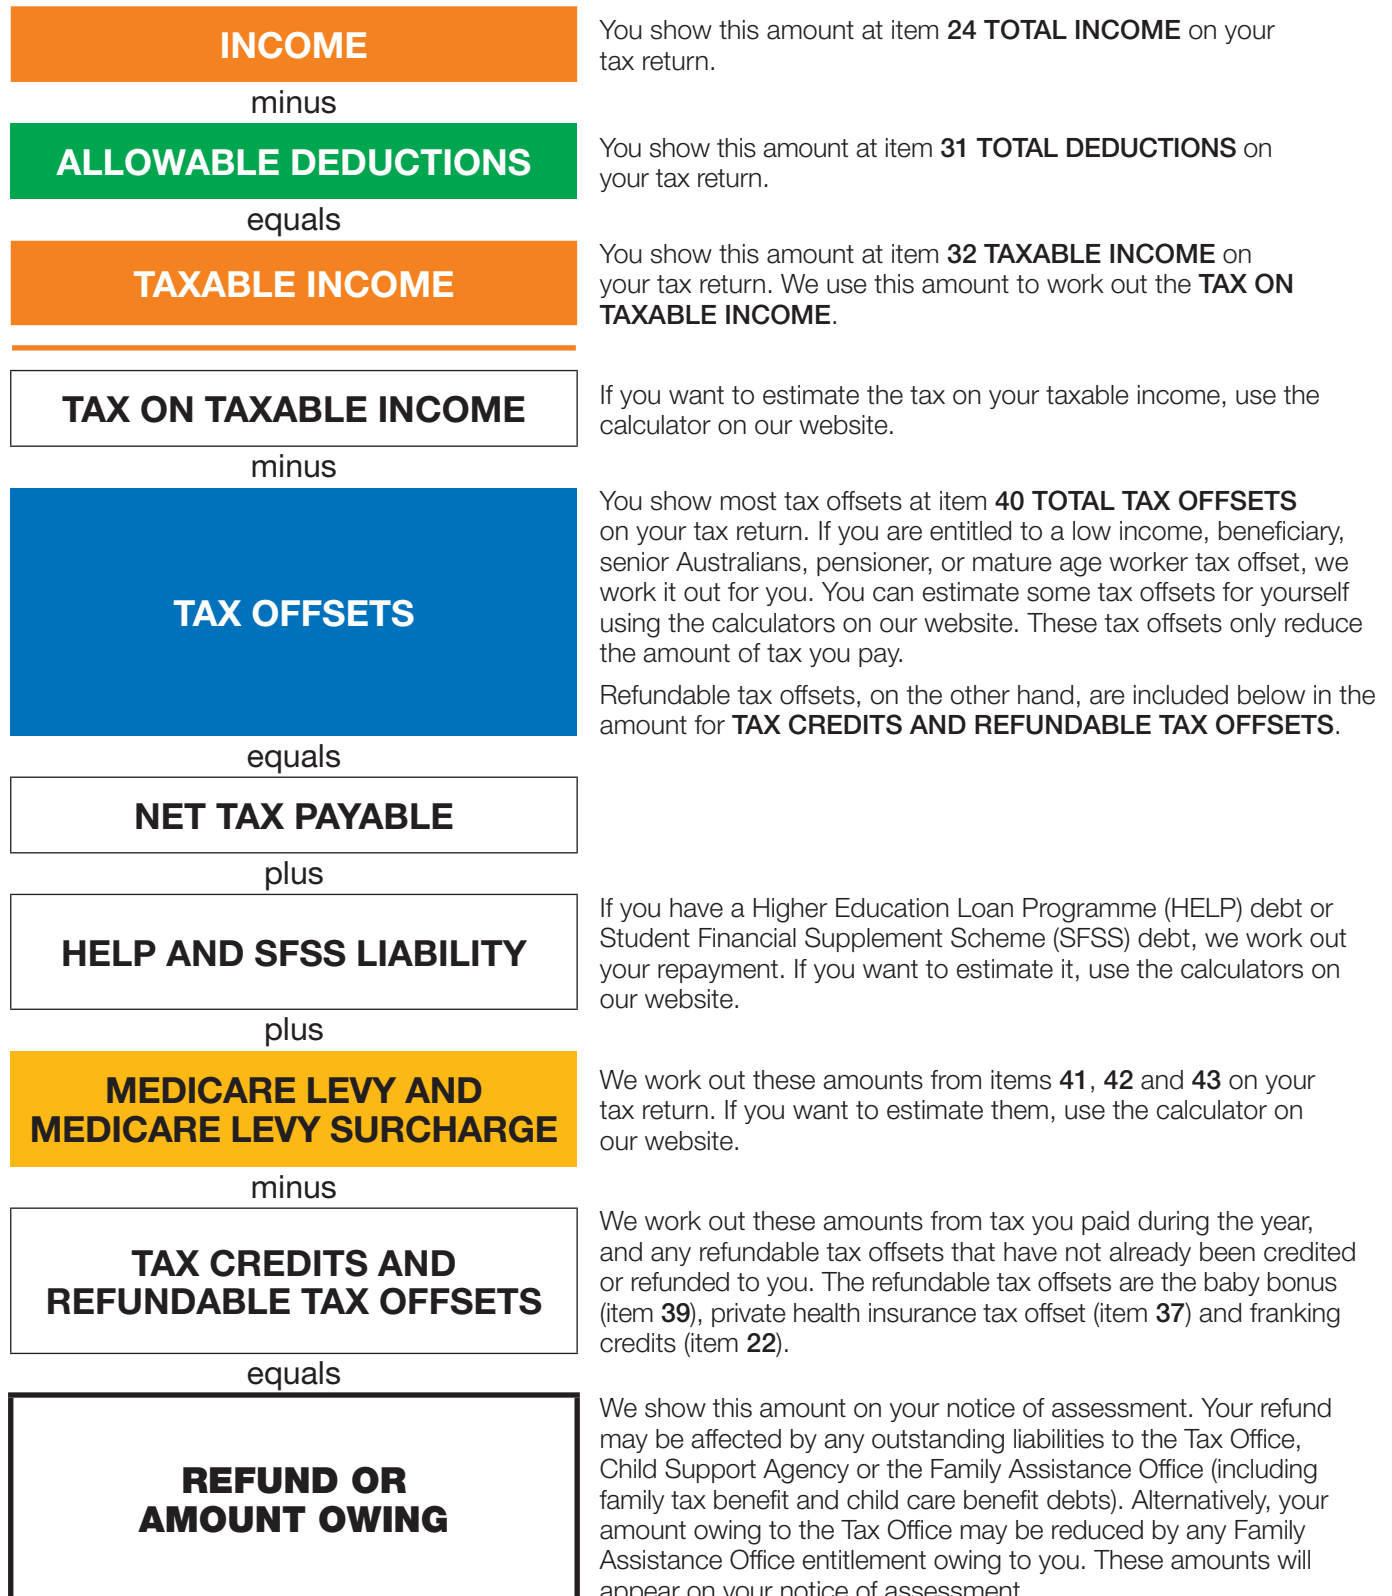 INCOME
You show this amount at item 24 TOTAL INCOME on your
tax return.
minus
ALLOWABLE DEDUCTIONS
You show this amount at item 31 TOTAL DEDUCTIONS on
your tax return.
equals
TAXABLE INCOME
You show this amount at item 32 TAXABLE INCOME on
your tax return. We use this amount to work out the TAX ON
TAXABLE INCOME.
TAX ON TAXABLE INCOME
If you want to estimate the tax on your taxable income, use the
calculator on our website.
minus
TAX OFFSETS
You show most tax offsets at item 40 TOTAL TAX OFFSETS
on your tax return. If you are entitled to a low income, beneficiary,
senior Australians, pensioner, or mature age worker tax offset, we
work it out for you. You can estimate some tax offsets for yourself
using the calculators on our website. These tax offsets only reduce
the amount of tax you pay.
Refundable tax offsets, on the other hand, are included below in the
amount for TAX CREDITS AND REFUNDABLE TAX OFFSETS.
equals
NET TAX PAYABLE
plus
HELP AND SFSS LIABILITY
If you have a Higher Education Loan Programme (HELP) debt or
Student Financial Supplement Scheme (SFSS) debt, we work out
your repayment. If you want to estimate it, use the calculators on
our website.
plus
MEDICARE LEVY AND
MEDICARE LEVY SURCHARGE
We work out these amounts from items 41, 42 and 43 on your
tax return. If you want to estimate them, use the calculator on
our website.
minus
TAX CREDITS AND
REFUNDABLE TAX OFFSETS
We work out these amounts from tax you paid during the year,
and any refundable tax offsets that have not already been credited
or refunded to you. The refundable tax offsets are the baby bonus
(item 39), private health insurance tax offset (item 37) and franking
credits (item 22).
equals
REFUND OR
AMOUNT OWING
We show this amount on your notice of assessment. Your refund
may be affected by any outstanding liabilities to the Tax Office,
Child Support Agency or the Family Assistance Office (including
family tax benefit and child care benefit debts). Alternatively, your
amount owing to the Tax Office may be reduced by any Family
Assistance Office entitlement owing to you. These amounts will
appear on your notice of assessment